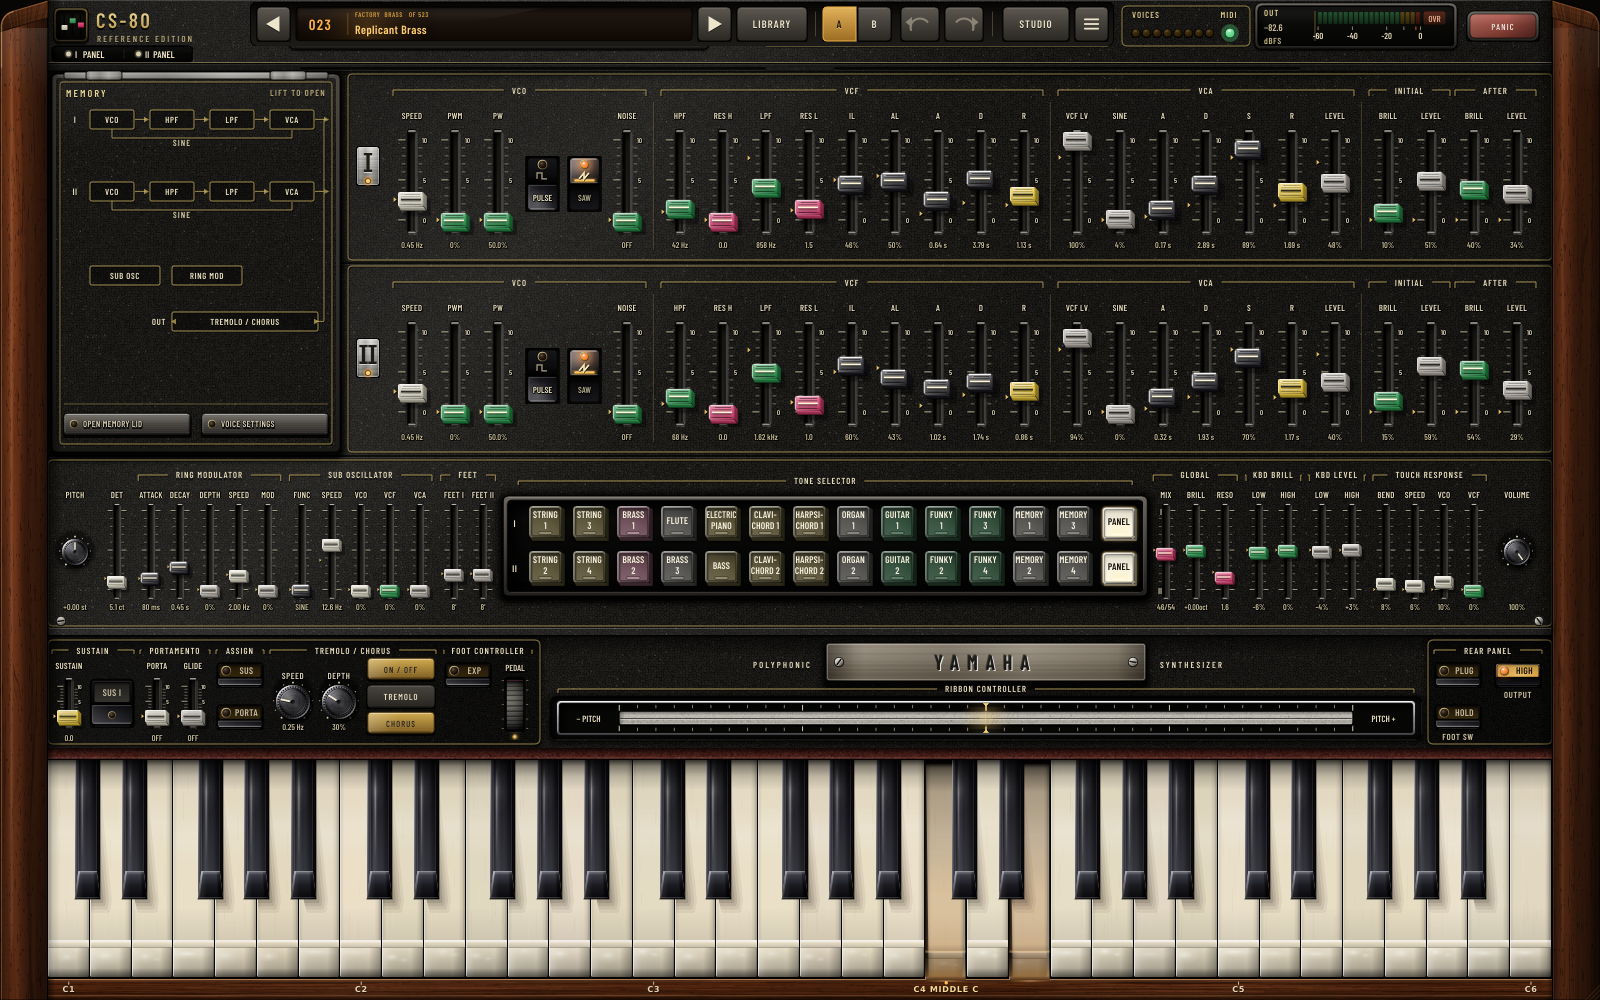 CS-80
REFERENCE EDITION
I PANEL II PANEL
023 FACTORY BRASS OF 523
Replicant Brass
LIBRARY A B STUDIO
VOICES MIDI
OUT -82.6 dBFS -60 -40 -20 0 OVR
PANIC
MEMORY LIFT TO OPEN
I VCO HPF LPF VCA
SINE
II VCO HPF LPF VCA
SINE
SUB OSC RING MOD
OUT TREMOLO / CHORUS
OPEN MEMORY LID VOICE SETTINGS
VCO VCF VCA INITIAL AFTER
SPEED PWM PW NOISE HPF RES H LPF RES L IL AL A D R VCF LV SINE A D S R LEVEL BRILL LEVEL BRILL LEVEL
I PULSE SAW
0.45 Hz 0% 50.0% OFF 42 Hz 0.0 858 Hz 1.5 46% 50% 0.64 s 3.79 s 1.13 s 100% 4% 0.17 s 2.89 s 89% 1.69 s 48% 10% 51% 40% 34%
VCO VCF VCA INITIAL AFTER
SPEED PWM PW NOISE HPF RES H LPF RES L IL AL A D R VCF LV SINE A D S R LEVEL BRILL LEVEL BRILL LEVEL
II PULSE SAW
0.45 Hz 0% 50.0% OFF 68 Hz 0.0 1.62 kHz 1.0 60% 43% 1.02 s 1.74 s 0.86 s 94% 0% 0.32 s 1.93 s 70% 1.17 s 40% 15% 59% 54% 29%
RING MODULATOR SUB OSCILLATOR FEET
PITCH DET ATTACK DECAY DEPTH SPEED MOD FUNC SPEED VCO VCF VCA FEET I FEET II
+0.00 st 5.1 ct 80 ms 0.45 s 0% 2.00 Hz 0% SINE 12.6 Hz 0% 0% 0% 8' 8'
TONE SELECTOR
I STRING 1 STRING 3 BRASS 1 FLUTE ELECTRIC PIANO CLAVI-CHORD 1 HARPSI-CHORD 1 ORGAN 1 GUITAR 1 FUNKY 1 FUNKY 3 MEMORY 1 MEMORY 3 PANEL
II STRING 2 STRING 4 BRASS 2 BRASS 3 BASS CLAVI-CHORD 2 HARPSI-CHORD 2 ORGAN 2 GUITAR 2 FUNKY 2 FUNKY 4 MEMORY 2 MEMORY 4 PANEL
GLOBAL KBD BRILL KBD LEVEL TOUCH RESPONSE
MIX BRILL RESO LOW HIGH LOW HIGH BEND SPEED VCO VCF VOLUME
46/54 +0.00oct 1.6 -6% 0% -4% +3% 8% 6% 10% 0% 100%
SUSTAIN PORTAMENTO ASSIGN TREMOLO / CHORUS FOOT CONTROLLER
SUSTAIN PORTA GLIDE SUS SPEED DEPTH ON / OFF EXP PEDAL
SUS I PORTA TREMOLO
CHORUS
0.0 OFF OFF 0.25 Hz 30%
POLYPHONIC YAMAHA SYNTHESIZER
RIBBON CONTROLLER
- PITCH PITCH +
REAR PANEL
PLUG HIGH
OUTPUT
HOLD
FOOT SW
C1 C2 C3 C4 MIDDLE C C5 C6